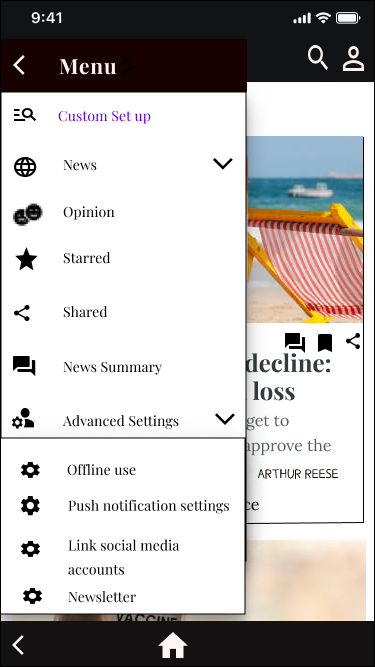 9:41
Menu
Custom Set up
News
Opinion
Starred
Shared
News Summary
decline:
loss
Advanced Settings
get to
approve the
Offline use
ARTHUR REESE
Push notification settings
ce
Link social media
accounts
Newsletter
VACCINE